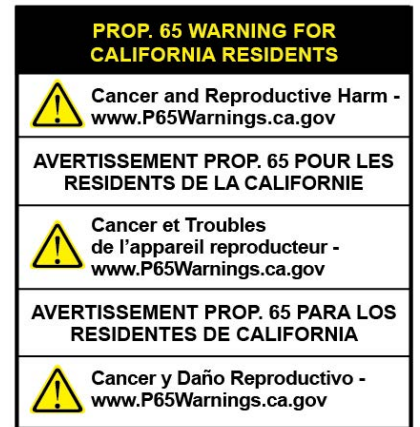 PROP. 65 WARNING FOR
CALIFORNIA RESIDENTS
Cancer and Reproductive Harm -
www.P65Warnings.ca.gov
AVERTISSEMENT PROP. 65 POUR LES
RESIDENTS DE LA CALIFORNIE
Cancer et Troubles
de l'appareil reproducteur -
www.P65Warnings.ca.gov
AVERTISSEMENT PROP. 65 PARA LOS
RESIDENTES DE CALIFORNIA
Cancer y Daño Reproductivo -
www.P65Warnings.ca.gov